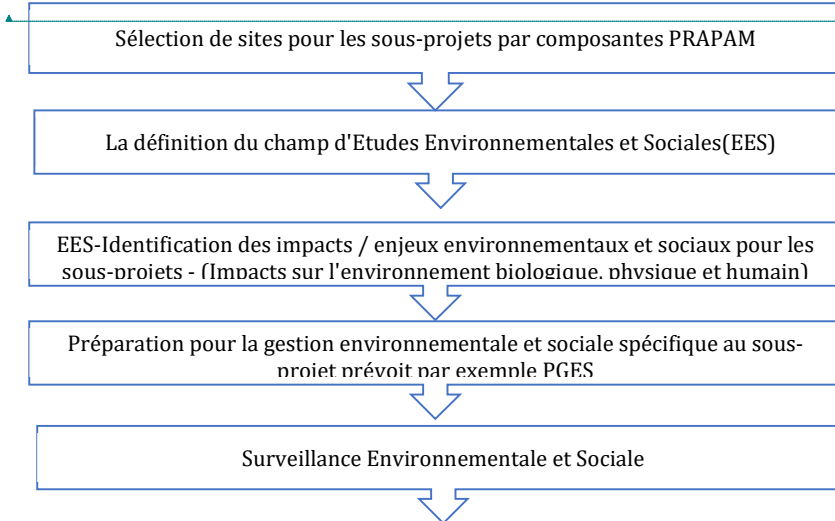 Sélection de sites pour les sous-projets par composantes PRAPAM
La définition du champ d'Etudes Environnementales et Sociales(EES)
EES-Identification des impacts / enjeux environnementaux et sociaux pour les
sous-projets - (Impacts sur l'environnement biologique, physique et humain)
Préparation pour la gestion environnementale et sociale spécifique au sous-
projet prévoit par exemple PGES
Surveillance Environnementale et Sociale